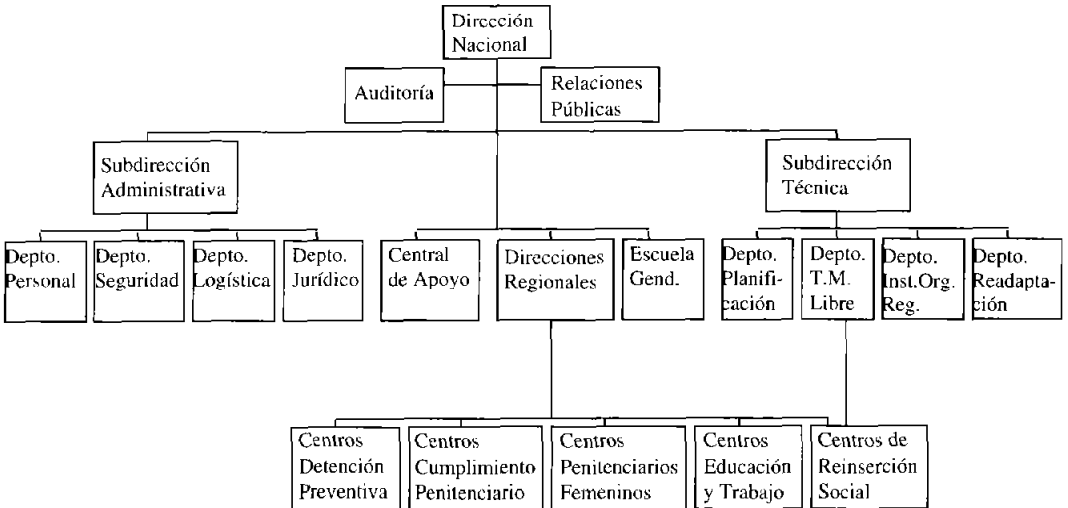 Dirección
Nacional
Auditoría
Relaciones
Públicas
Subdirección
Administrativa
Subdirección
Técnica
Depto.
Personal
Depto.
Seguridad
Depto.
Logística
Depto.
Jurídico
Central
de Apoyo
Direcciones
Regionales
Escuela
Gend.
Depto.
Planifi-
cación
Depto.
T.M.
Libre
Depto.
Inst.Org.
Reg.
Depto.
Readapta-
ción
Centros
Detención
Preventiva
Centros
Cumplimiento
Penitenciario
Centros
Penitenciarios
Femeninos
Centros
Educación
y Trabajo
Centros de
Reinserción
Social